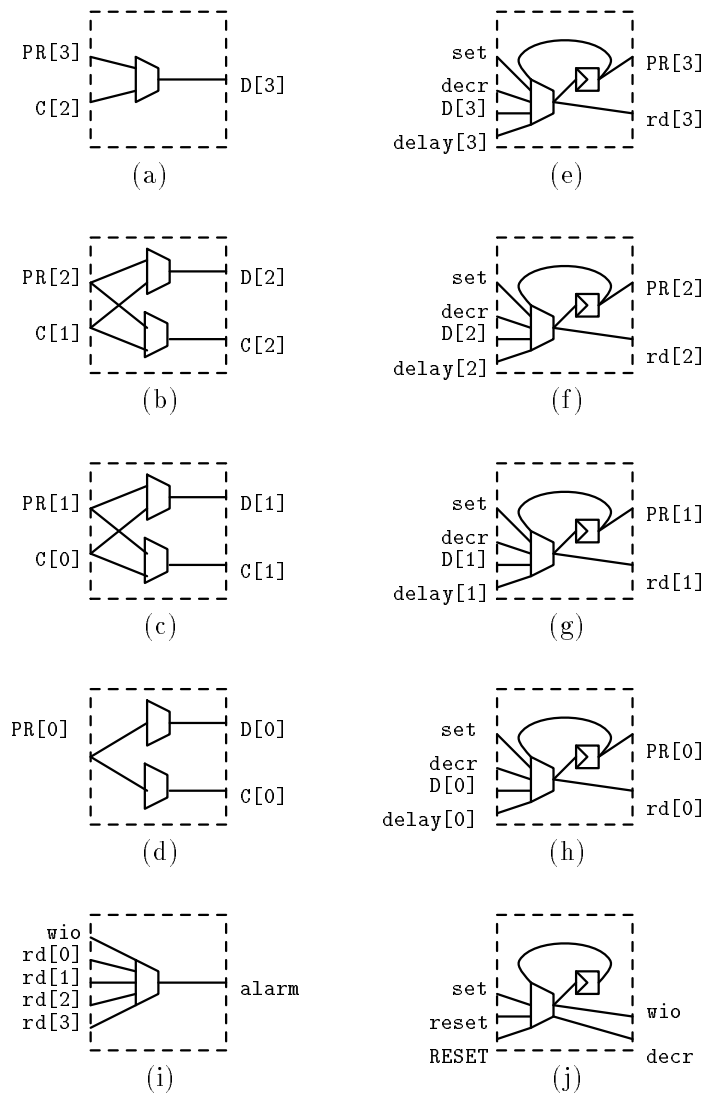 PR[3]
C[2]
D[3]
(a)
set
decr
D[3]
delay[3]
PR[3]
rd[3]
(e)
PR[2]
C[1]
D[2]
C[2]
(b)
set
decr
D[2]
delay[2]
PR[2]
rd[2]
(f)
PR[1]
C[0]
D[1]
C[1]
(c)
set
decr
D[1]
delay[1]
PR[1]
rd[1]
(g)
PR[0]
D[0]
C[0]
(d)
set
decr
D[0]
delay[0]
PR[0]
rd[0]
(h)
wio
rd[0]
rd[1]
rd[2]
rd[3]
alarm
(i)
set
reset
RESET
wio
decr
(j)